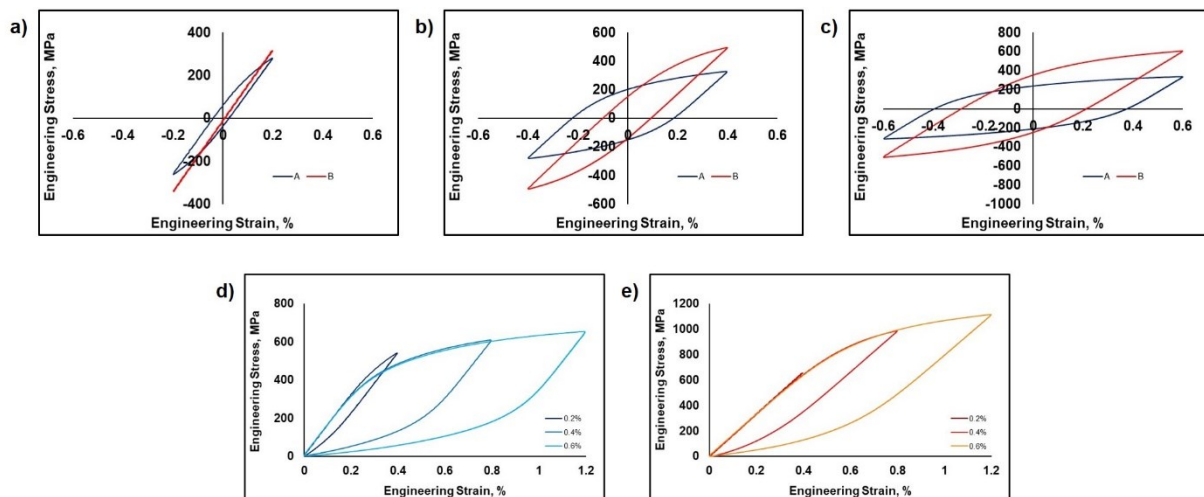 a)
Engineering Stress, MPa
400
200
0
-200
-400
-0.6 -0.4 -0.2 0 0.2 0.4 0.6
A B
Engineering Strain, %
b)
Engineering Stress, MPa
600
400
200
0
-200
-400
-600
-0.6 -0.4 -0.2 0 0.2 0.4 0.6
A B
Engineering Strain, %
c)
Engineering Stress, MPa
1000
800
600
400
200
0
-200
-400
-600
-800
-1000
-0.6 -0.4 -0.2 0 0.2 0.4 0.6
A B
Engineering Strain, %
d)
Engineering Stress, MPa
800
600
400
200
0
0 0.2 0.4 0.6 0.8 1 1.2
0.2%
0.4%
0.6%
Engineering Strain, %
e)
Engineering Stress, MPa
1200
1000
800
600
400
200
0
0 0.2 0.4 0.6 0.8 1 1.2
0.2%
0.4%
0.6%
Engineering Strain, %